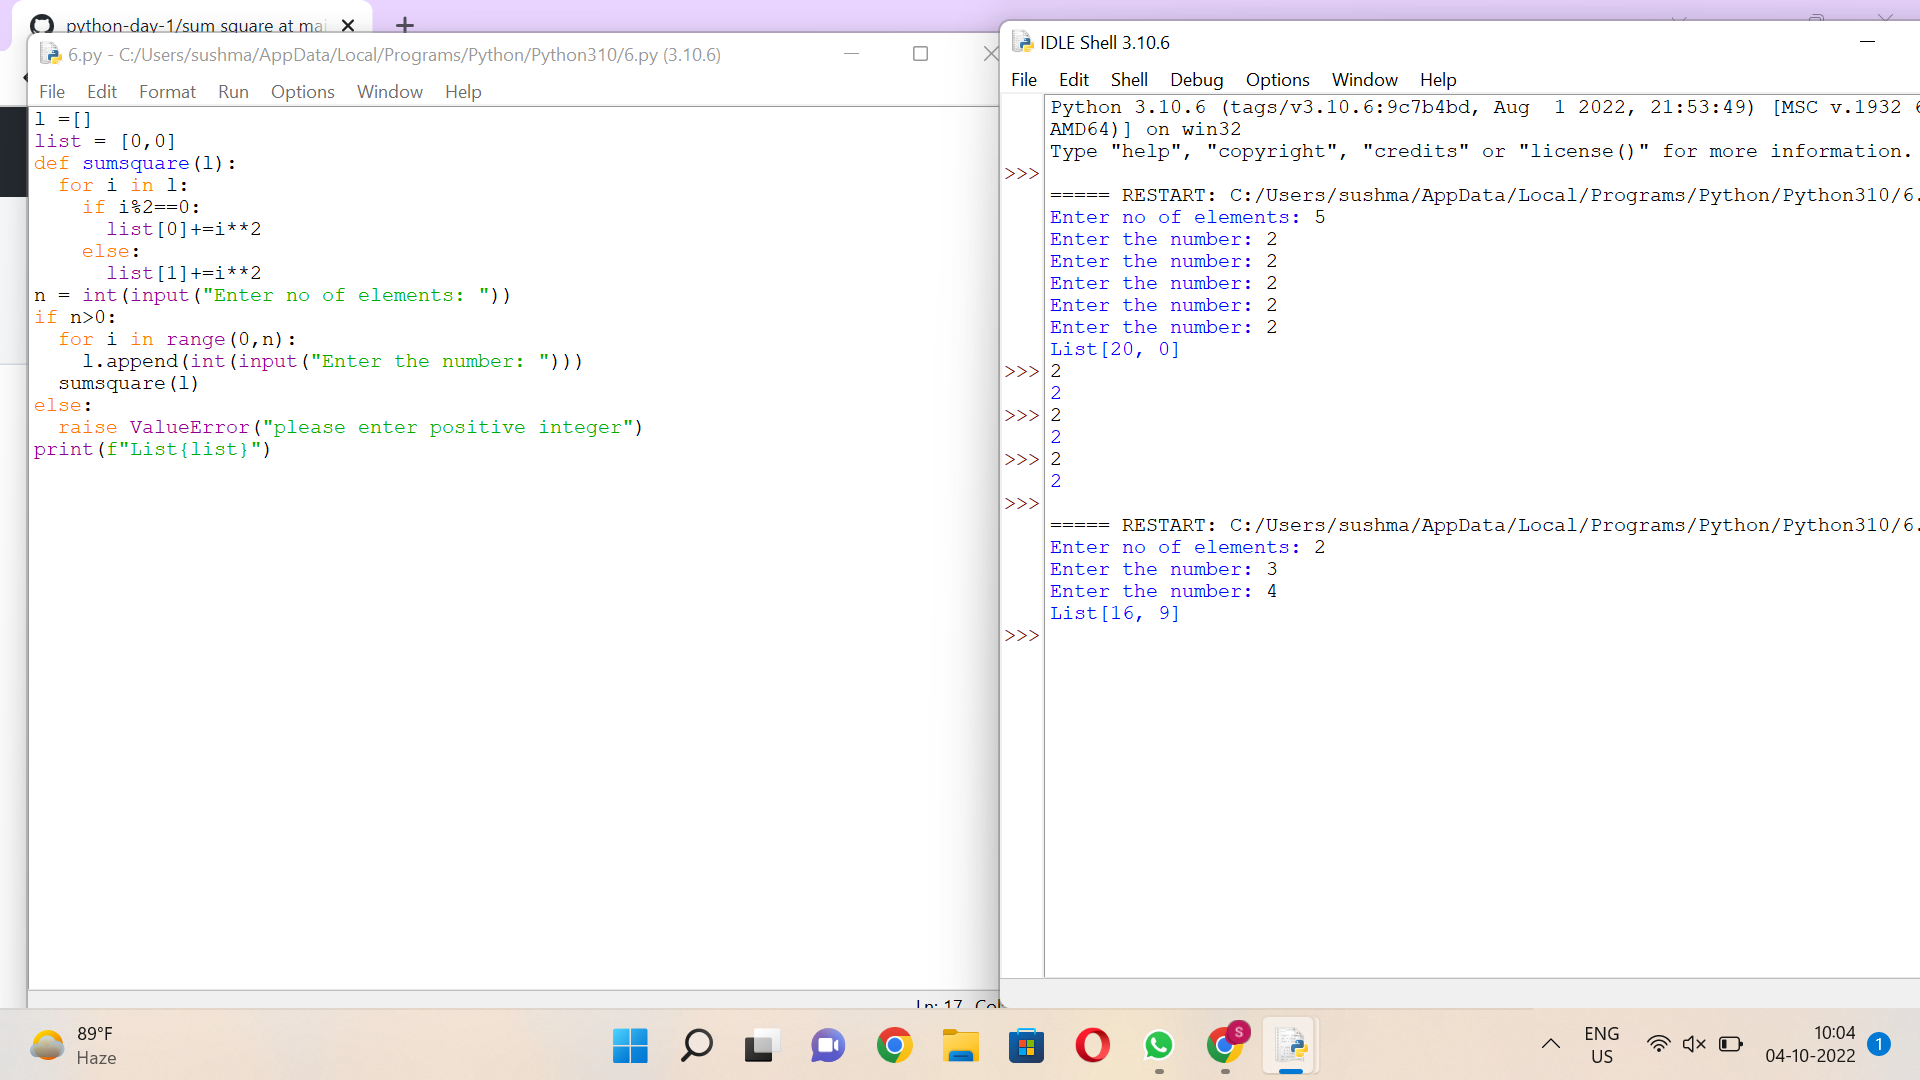 python-day-1/sum square at mai
6.py - C:/Users/sushma/AppData/Local/Programs/Python/Python310/6.py (3.10.6)
File Edit Format Run Options Window Help
l =[]
list = [0,0]
def sumsquare(l):
  for i in l:
    if i%2==0:
      list[0]+=i**2
    else:
      list[1]+=i**2
n = int(input("Enter no of elements: "))
if n>0:
  for i in range(0,n):
    l.append(int(input("Enter the number: ")))
  sumsquare(l)
else:
  raise ValueError("please enter positive integer")
print(f"List{list}")
Ln: 17 Col
IDLE Shell 3.10.6
File Edit Shell Debug Options Window Help
Python 3.10.6 (tags/v3.10.6:9c7b4bd, Aug  1 2022, 21:53:49) [MSC v.1932 6
AMD64)] on win32
Type "help", "copyright", "credits" or "license()" for more information.
>>>
===== RESTART: C:/Users/sushma/AppData/Local/Programs/Python/Python310/6.
Enter no of elements: 5
Enter the number: 2
Enter the number: 2
Enter the number: 2
Enter the number: 2
Enter the number: 2
List[20, 0]
>>> 2
2
>>> 2
2
>>> 2
2
>>>
===== RESTART: C:/Users/sushma/AppData/Local/Programs/Python/Python310/6.
Enter no of elements: 2
Enter the number: 3
Enter the number: 4
List[16, 9]
>>>
89°F
Haze
S
ENG
US
10:04
04-10-2022
1